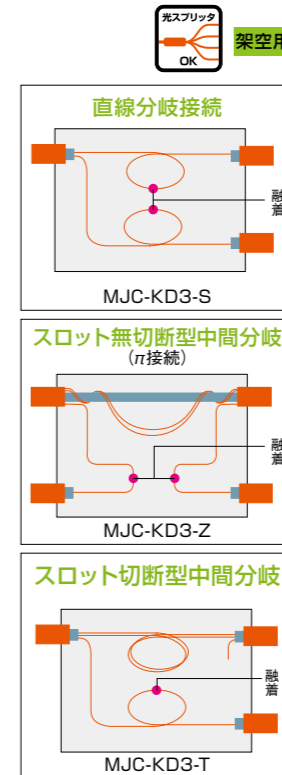 光スプリッタ
OK
架空用
直線分岐接続
融着
MJC-KD3-S
スロット無切断型中間分岐
(π接続)
融着
MJC-KD3-Z
スロット切断型中間分岐
融着
MJC-KD3-T